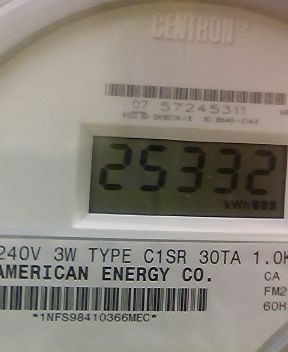 CENTRON®
07 57245311
25332
kWh
240V 3W TYPE C1SR 30TA 1.0K
AMERICAN ENERGY CO.
CA
FM2
60H
*1NFS98410366MEC*